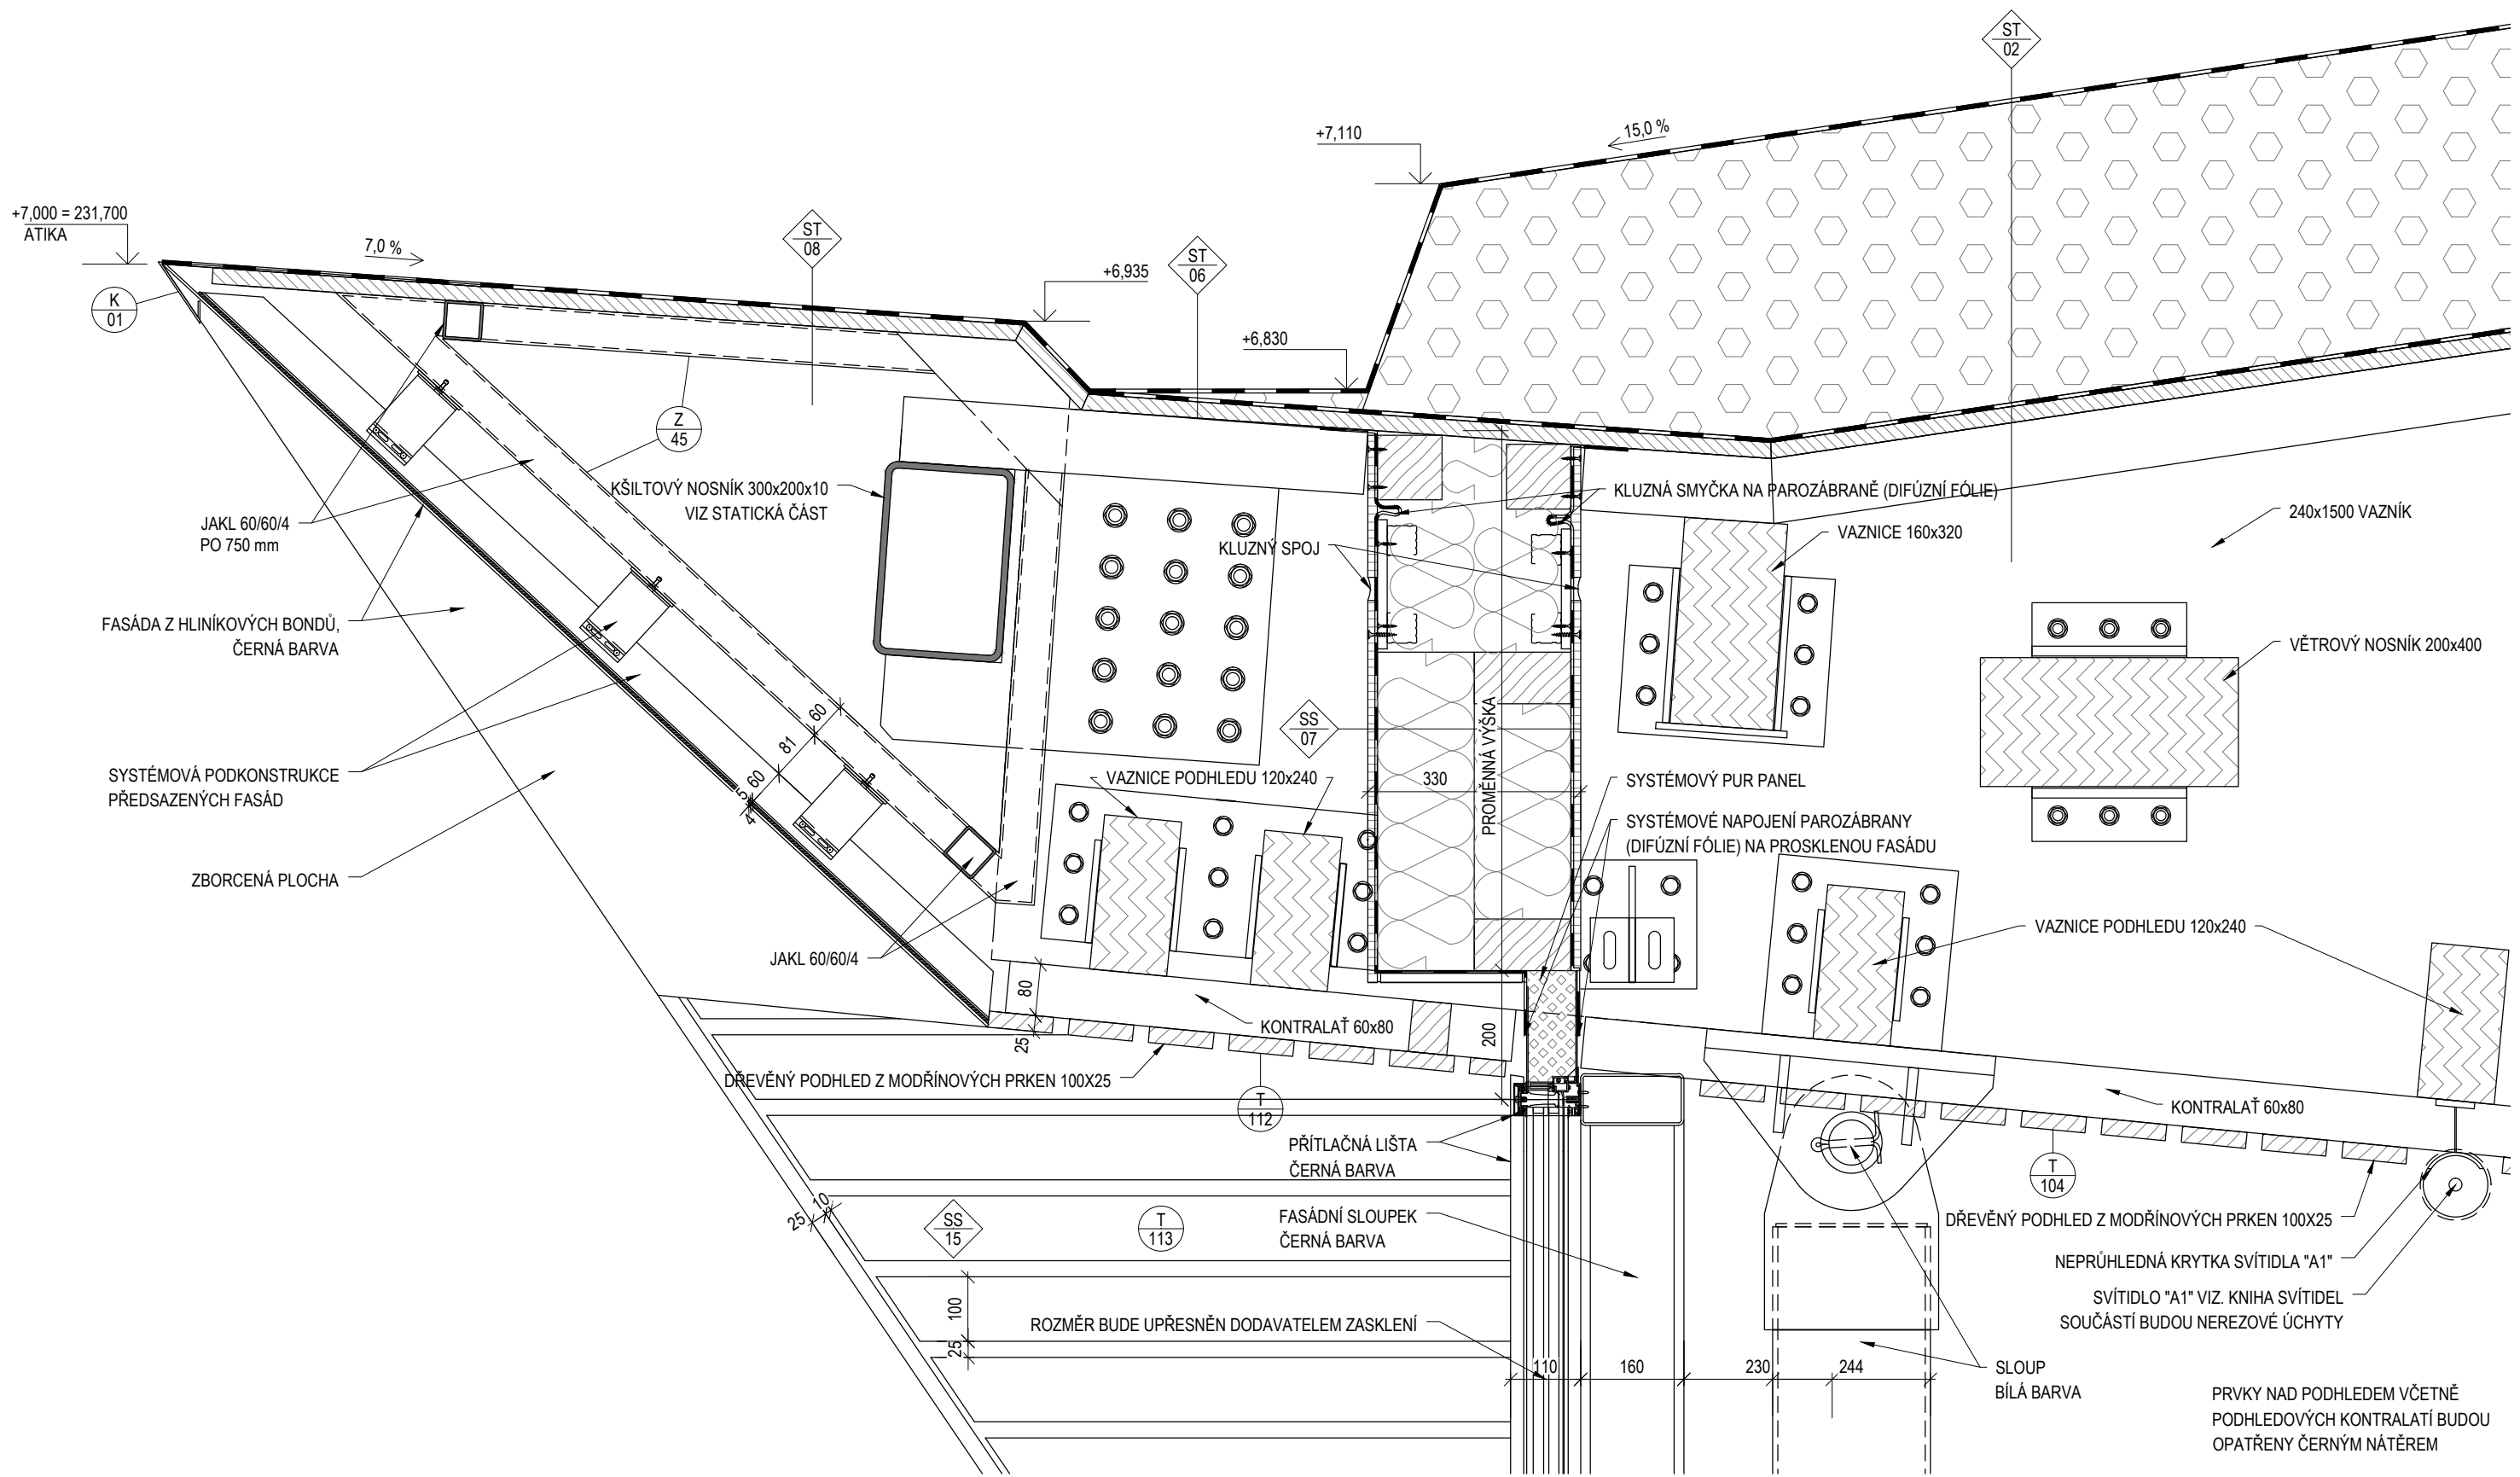 ST
02
+7,110
15,0 %
+7,000 = 231,700
ATIKA
7,0 %
ST
08
ST
06
+6,935
K
01
+6,830
Z
45
KŠILTOVÝ NOSNÍK 300x200x10
VIZ STATICKÁ ČÁST
KLUZNÁ SMYČKA NA PAROZÁBRANĚ (DIFÚZNÍ FÓLIE)
JAKL 60/60/4
PO 750 mm
KLUZNÝ SPOJ
VAZNICE 160x320
240x1500 VAZNÍK
FASÁDA Z HLINÍKOVÝCH BONDŮ,
ČERNÁ BARVA
VĚTROVÝ NOSNÍK 200x400
60
81
60
5
4
SS
07
PROMĚNNÁ VÝŠKA
330
SYSTÉMOVÁ PODKONSTRUKCE
PŘEDSAZENÝCH FASÁD
VAZNICE PODHLEDU 120x240
SYSTÉMOVÝ PUR PANEL
SYSTÉMOVÉ NAPOJENÍ PAROZÁBRANY
(DIFÚZNÍ FÓLIE) NA PROSKLENOU FASÁDU
ZBORCENÁ PLOCHA
JAKL 60/60/4
VAZNICE PODHLEDU 120x240
80
25
KONTRALAŤ 60x80
200
DŘEVĚNÝ PODHLED Z MODŘÍNOVÝCH PRKEN 100X25
T
112
KONTRALAŤ 60x80
PŘÍTLAČNÁ LIŠTA
ČERNÁ BARVA
T
104
10
25
SS
15
T
113
FASÁDNÍ SLOUPEK
ČERNÁ BARVA
DŘEVĚNÝ PODHLED Z MODŘÍNOVÝCH PRKEN 100X25
NEPRŮHLEDNÁ KRYTKA SVÍTIDLA "A1"
SVÍTIDLO "A1" VIZ. KNIHA SVÍTIDEL
SOUČÁSTÍ BUDOU NEREZOVÉ ÚCHYTY
100
25
ROZMĚR BUDE UPŘESNĚN DODAVATELEM ZASKLENÍ
110
160
230
244
SLOUP
BÍLÁ BARVA
PRVKY NAD PODHLEDEM VČETNĚ
PODHLEDOVÝCH KONTRALATÍ BUDOU
OPATŘENY ČERNÝM NÁTĚREM